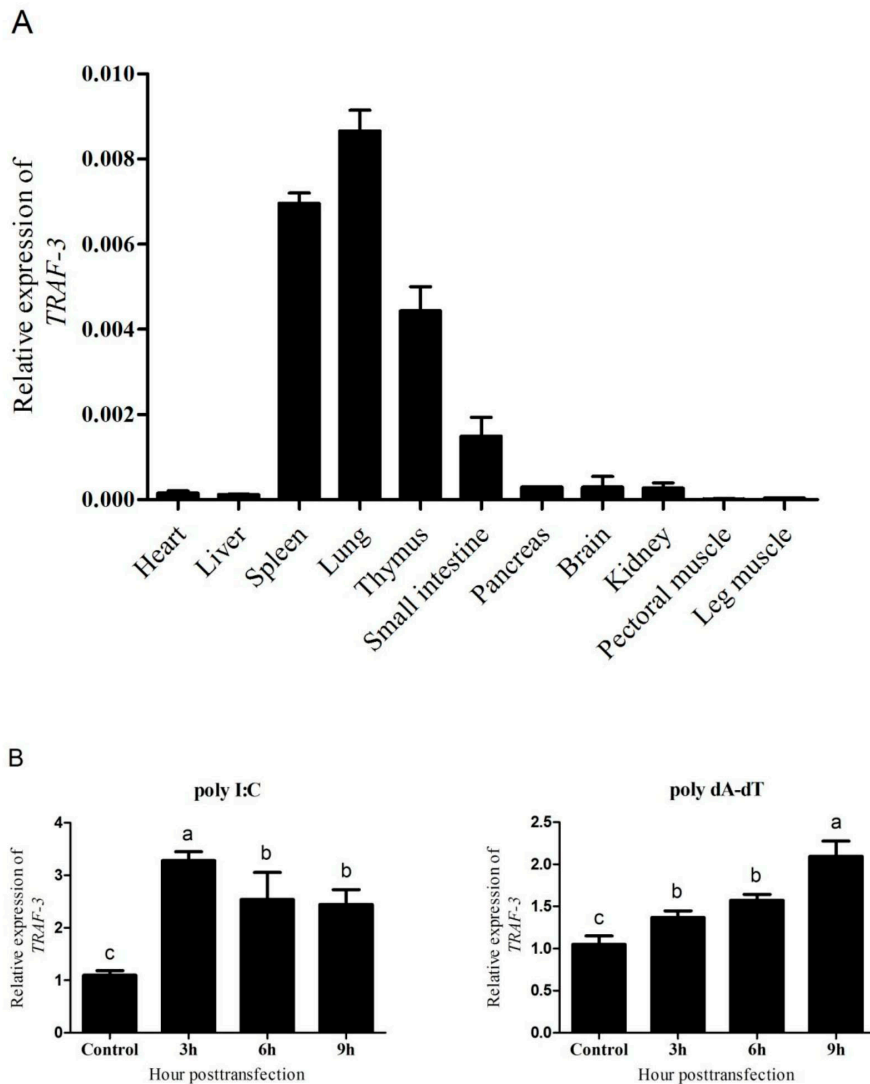 A
Relative expression of
TRAF-3
0.010
0.008
0.006
0.004
0.002
0.000
Heart
Liver
Spleen
Lung
Thymus
Small intestine
Pancreas
Brain
Kidney
Pectoral muscle
Leg muscle
B
poly I:C
Relative expression of
TRAF-3
4
3
2
1
0
c
a
b
b
Control 3h 6h 9h
Hour posttransfection
poly dA-dT
Relative expression of
TRAF-3
2.5
2.0
1.5
1.0
0.5
0.0
c
b
b
a
Control 3h 6h 9h
Hour posttransfection